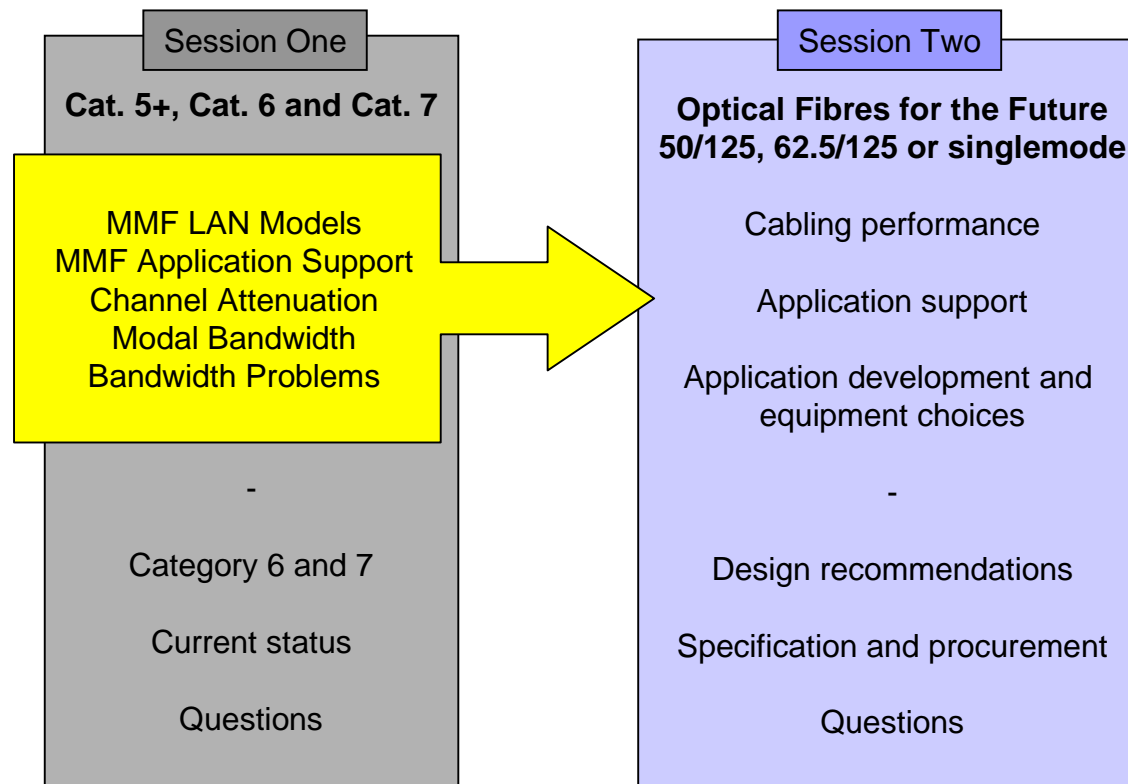 Session One
Cat. 5+, Cat. 6 and Cat. 7
MMF LAN Models
MMF Application Support
Channel Attenuation
Modal Bandwidth
Bandwidth Problems
-
Category 6 and 7
Current status
Questions
Session Two
Optical Fibres for the Future
50/125, 62.5/125 or singlemode
Cabling performance
Application support
Application development and
equipment choices
-
Design recommendations
Specification and procurement
Questions